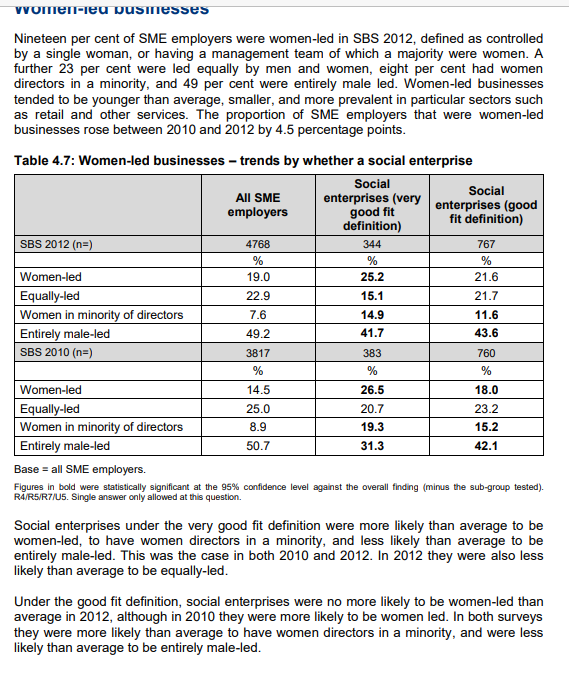 Women-led businesses
Nineteen per cent of SME employers were women-led in SBS 2012, defined as controlled
by a single woman, or having a management team of which a majority were women. A
further 23 per cent were led equally by men and women, eight per cent had women
directors in a minority, and 49 per cent were entirely male led. Women-led businesses
tended to be younger than average, smaller, and more prevalent in particular sectors such
as retail and other services. The proportion of SME employers that were women-led
businesses rose between 2010 and 2012 by 4.5 percentage points.
Table 4.7: Women-led businesses – trends by whether a social enterprise
All SME employers Social enterprises (very good fit definition) Social enterprises (good fit definition)
SBS 2012 (n=) 4768 344 767
% % %
Women-led 19.0 25.2 21.6
Equally-led 22.9 15.1 21.7
Women in minority of directors 7.6 14.9 11.6
Entirely male-led 49.2 41.7 43.6
SBS 2010 (n=) 3817 383 760
% % %
Women-led 14.5 26.5 18.0
Equally-led 25.0 20.7 23.2
Women in minority of directors 8.9 19.3 15.2
Entirely male-led 50.7 31.3 42.1
Base = all SME employers.
Figures in bold were statistically significant at the 95% confidence level against the overall finding (minus the sub-group tested).
R4/R5/R7/U5. Single answer only allowed at this question.
Social enterprises under the very good fit definition were more likely than average to be
women-led, to have women directors in a minority, and less likely than average to be
entirely male-led. This was the case in both 2010 and 2012. In 2012 they were also less
likely than average to be equally-led.
Under the good fit definition, social enterprises were no more likely to be women-led than
average in 2012, although in 2010 they were more likely to be women led. In both surveys
they were more likely than average to have women directors in a minority, and were less
likely than average to be entirely male-led.